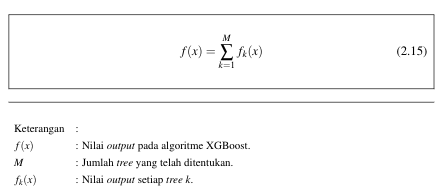 f(x) = \sum_{k=1}^{M} f_k(x) (2.15)
Keterangan :
f(x) : Nilai output pada algoritme XGBoost.
M : Jumlah tree yang telah ditentukan.
f_k(x) : Nilai output setiap tree k.